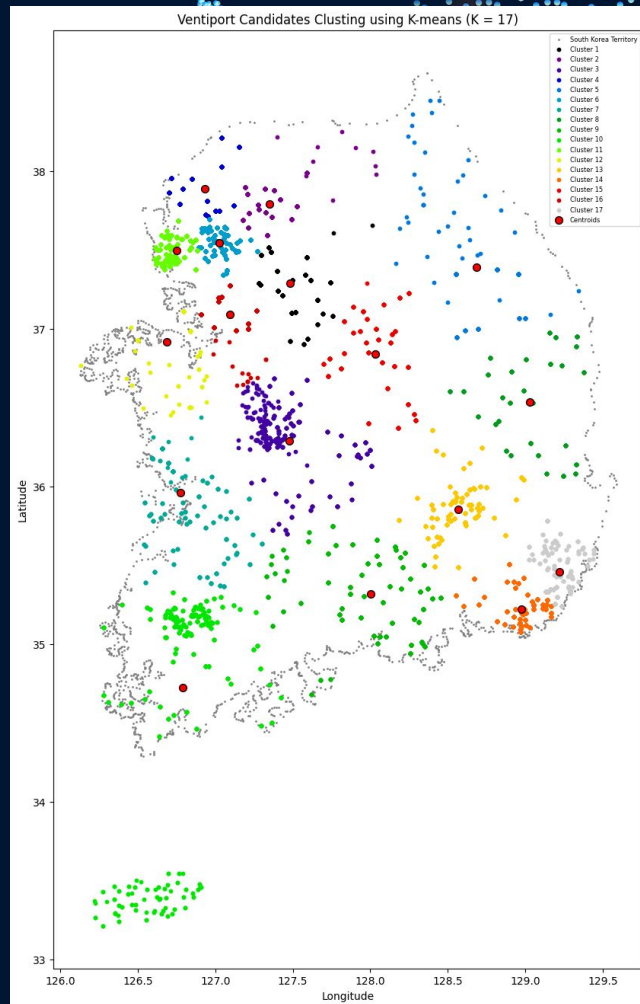 Ventiport Candidates Clusting using K-means (K = 17)
South Korea Territory
Cluster 1
Cluster 2
Cluster 3
Cluster 4
Cluster 5
Cluster 6
Cluster 7
Cluster 8
Cluster 9
Cluster 10
Cluster 11
Cluster 12
Cluster 13
Cluster 14
Cluster 15
Cluster 16
Cluster 17
Centroids
38
37
36
35
34
33
Latitude
126.0 126.5 127.0 127.5 128.0 128.5 129.0 129.5
Longitude